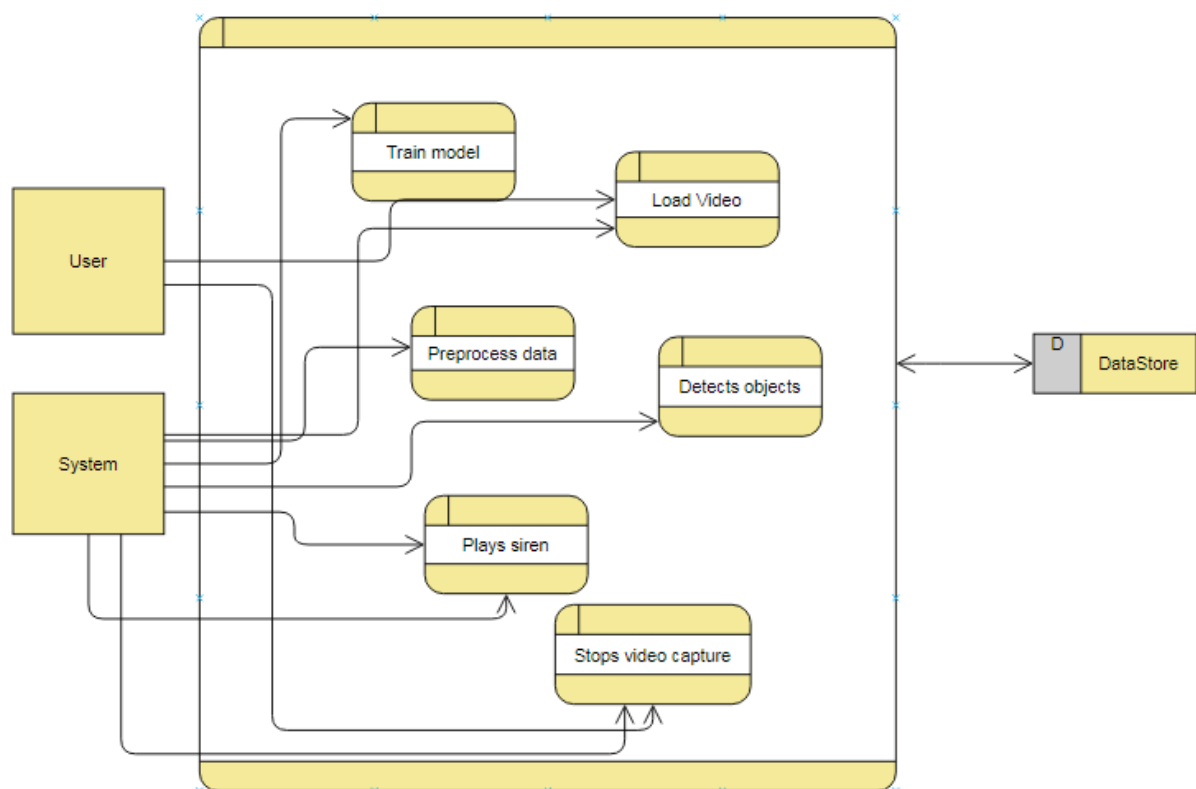 Train model
Load Video
User
Preprocess data
D
DataStore
Detects objects
System
Plays siren
Stops video capture